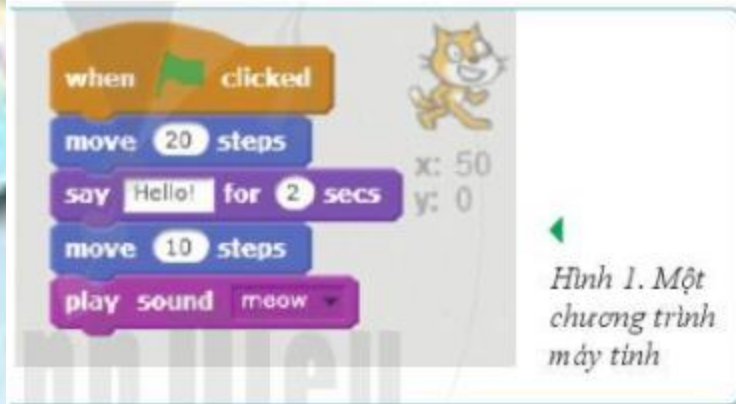 when clicked
move 20 steps
say Hello! for 2 secs
move 10 steps
play sound meow
x: 50
y: 0
Hình 1. Một
chương trình
máy tính